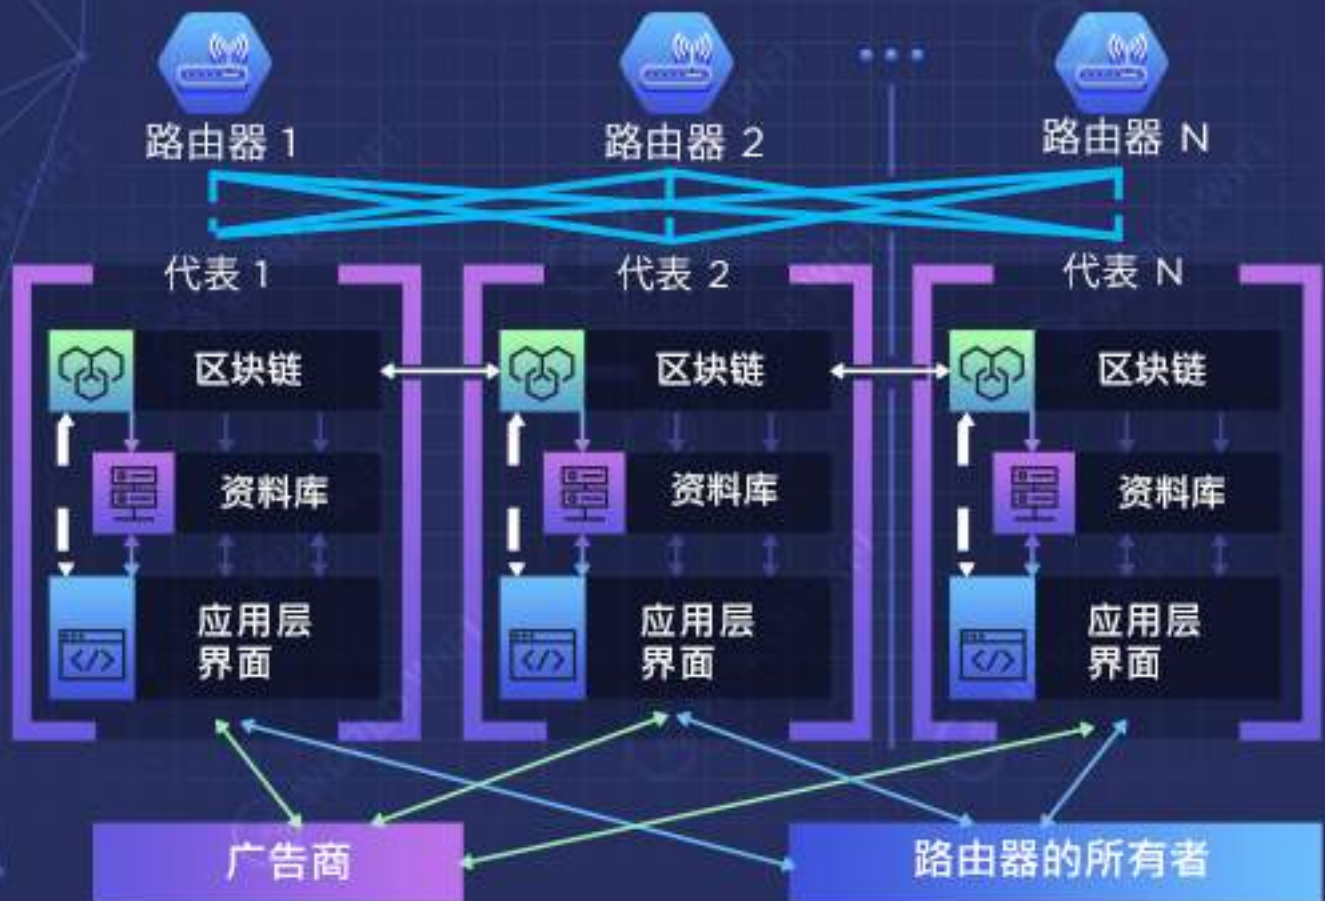 路由器 1
路由器 2
路由器 N
代表 1
代表 2
代表 N
区块链
区块链
区块链
资料库
资料库
资料库
应用层
界面
应用层
界面
应用层
界面
广告商
路由器的所有者